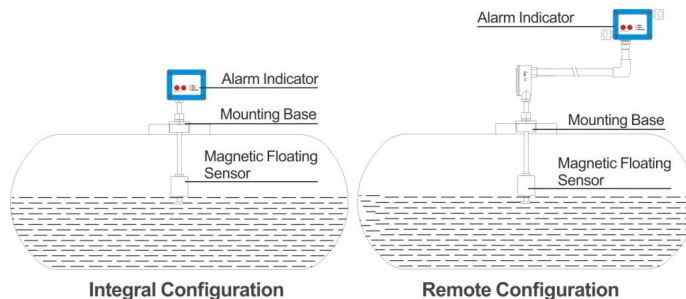 Alarm Indicator
Mounting Base
Magnetic Floating
Sensor
Integral Configuration
Alarm Indicator
Mounting Base
Magnetic Floating
Sensor
Remote Configuration